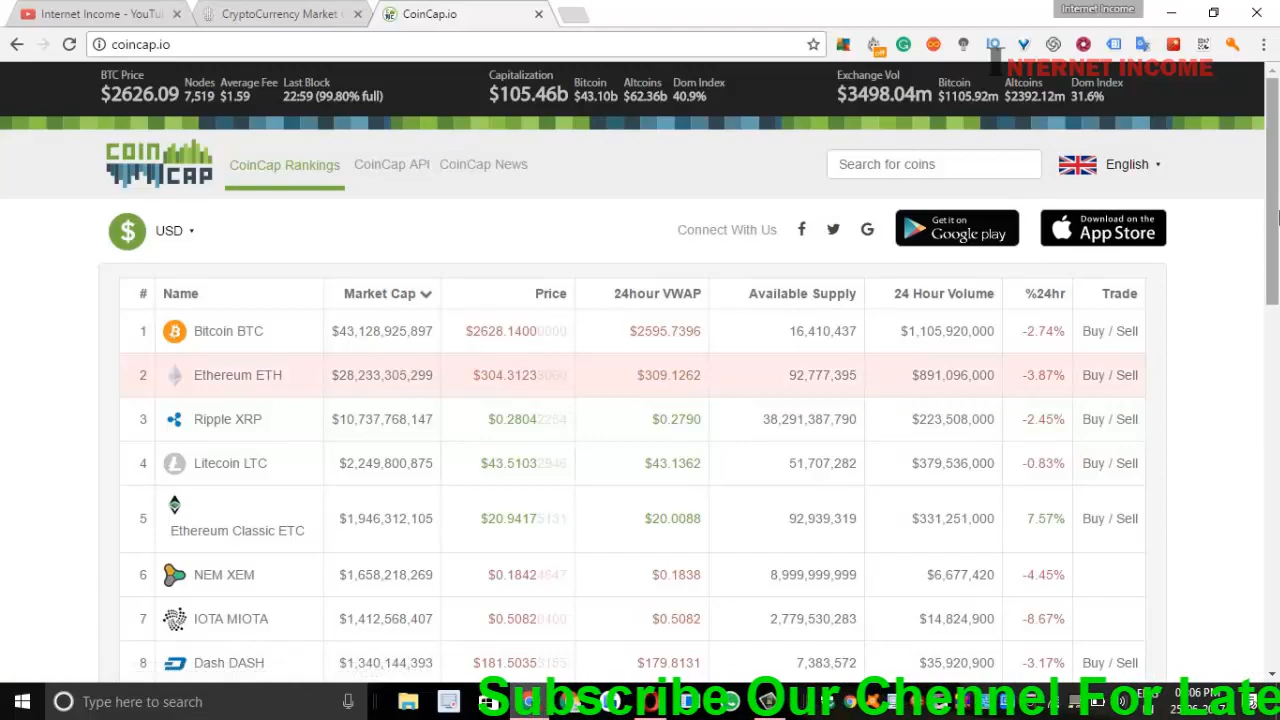 Internet Income - YouTu
CryptoCurrency Market C
CoinCap.io
Internet Income
coincap.io
off
INTERNET INCOME
BTC Price
$2626.09
Nodes
7,519
Average Fee
$1.59
Last Block
22:59 (99.80% full)
Capitalization
$105.46b
Bitcoin
$43.10b
Altcoins
$62.36b
Dom Index
40.9%
Exchange Vol
$3498.04m
Bitcoin
$1105.92m
Altcoins
$2392.12m
Dom Index
31.6%
COIN CAP
CoinCap Rankings
CoinCap API
CoinCap News
Search for coins
English
USD
Connect With Us
Get it on
Google play
Download on the
App Store
# Name Market Cap Price 24hour VWAP Available Supply 24 Hour Volume %24hr Trade
1 Bitcoin BTC $43,128,925,897 $2628.14000000 $2595.7396 16,410,437 $1,105,920,000 -2.74% Buy / Sell
2 Ethereum ETH $28,233,305,299 $304.3123 $309.1262 92,777,395 $891,096,000 -3.87% Buy / Sell
3 Ripple XRP $10,737,768,147 $0.28042254 $0.2790 38,291,387,790 $223,508,000 -2.45% Buy / Sell
4 Litecoin LTC $2,249,800,875 $43.5103 $43.1362 51,707,282 $379,536,000 -0.83% Buy / Sell
5 Ethereum Classic ETC $1,946,312,105 $20.9417 $20.0088 92,939,319 $331,251,000 7.57% Buy / Sell
6 NEM XEM $1,658,218,269 $0.18424647 $0.1838 8,999,999,999 $6,677,420 -4.45%
7 IOTA MIOTA $1,412,568,407 $0.5082 $0.5082 2,779,530,283 $14,824,900 -8.67%
8 Dash DASH $1,340,144,393 $181.5035 $179.8131 7,383,572 $35,920,900 -3.17% Buy / Sell
Type here to search
Subscribe Our Chennel For Late